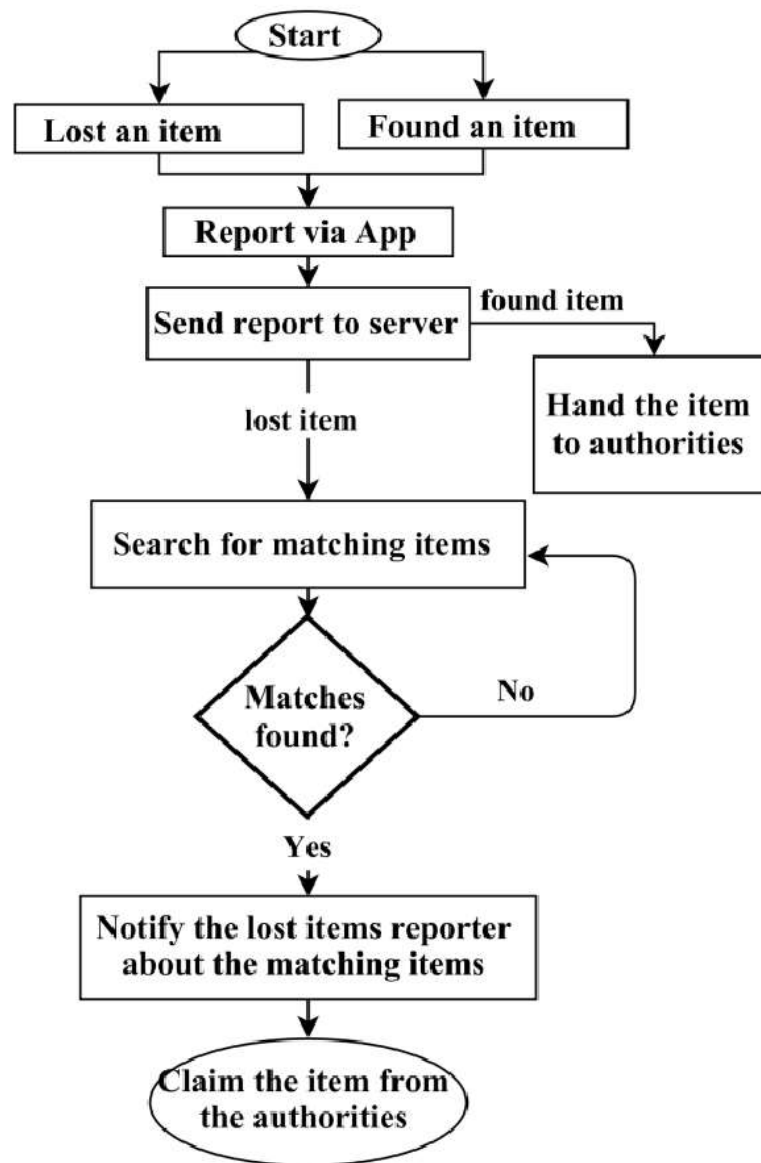 Start
Lost an item
Found an item
Report via App
Send report to server
found item
Hand the item
to authorities
lost item
Search for matching items
Matches
found?
No
Yes
Notify the lost items reporter
about the matching items
Claim the item from
the authorities